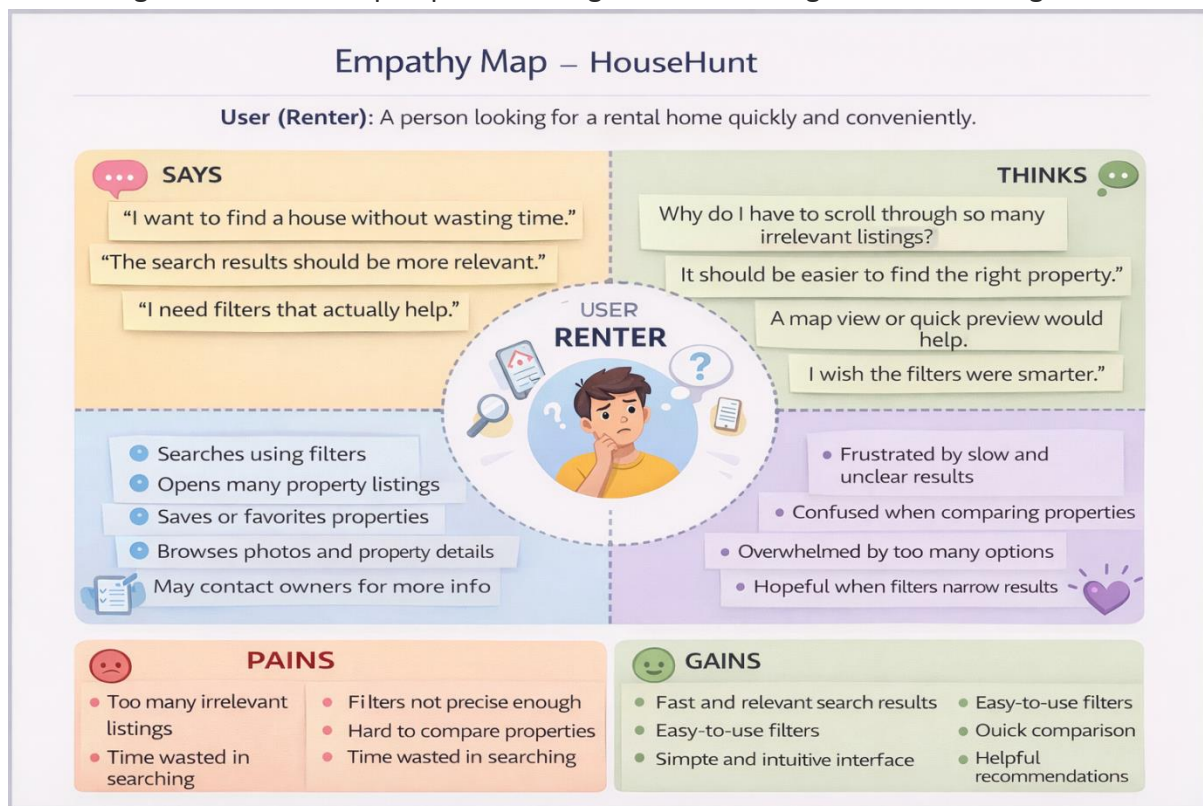 Empathy Map – HouseHunt
User (Renter): A person looking for a rental home quickly and conveniently.
SAYS
“I want to find a house without wasting time.”
“The search results should be more relevant.”
“I need filters that actually help.”
THINKS
Why do I have to scroll through so many
irrelevant listings?
It should be easier to find the right property.”
A map view or quick preview would
help.
I wish the filters were smarter.”
USER
RENTER
?
Searches using filters
Opens many property listings
Saves or favorites properties
Browses photos and property details
May contact owners for more info
Frustrated by slow and
unclear results
Confused when comparing properties
Overwhelmed by too many options
Hopeful when filters narrow results
PAINS
Too many irrelevant
listings
Time wasted in
searching
Filters not precise enough
Hard to compare properties
Time wasted in searching
GAINS
Fast and relevant search results
Easy-to-use filters
Simpte and intuitive interface
Easy-to-use filters
Ouick comparison
Helpful
recommendations